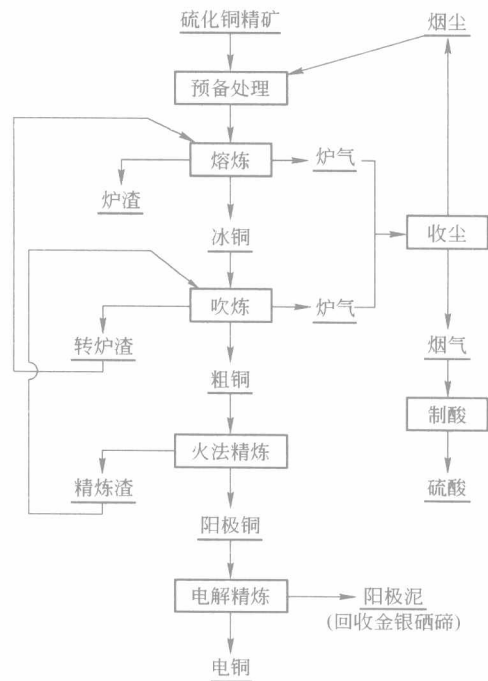 硫化铜精矿
烟尘
预备处理
熔炼
炉气
炉渣
冰铜
收尘
吹炼
炉气
转炉渣
烟气
粗铜
制酸
火法精炼
精炼渣
硫酸
阳极铜
电解精炼
阳极泥
(回收金银硒碲)
电铜